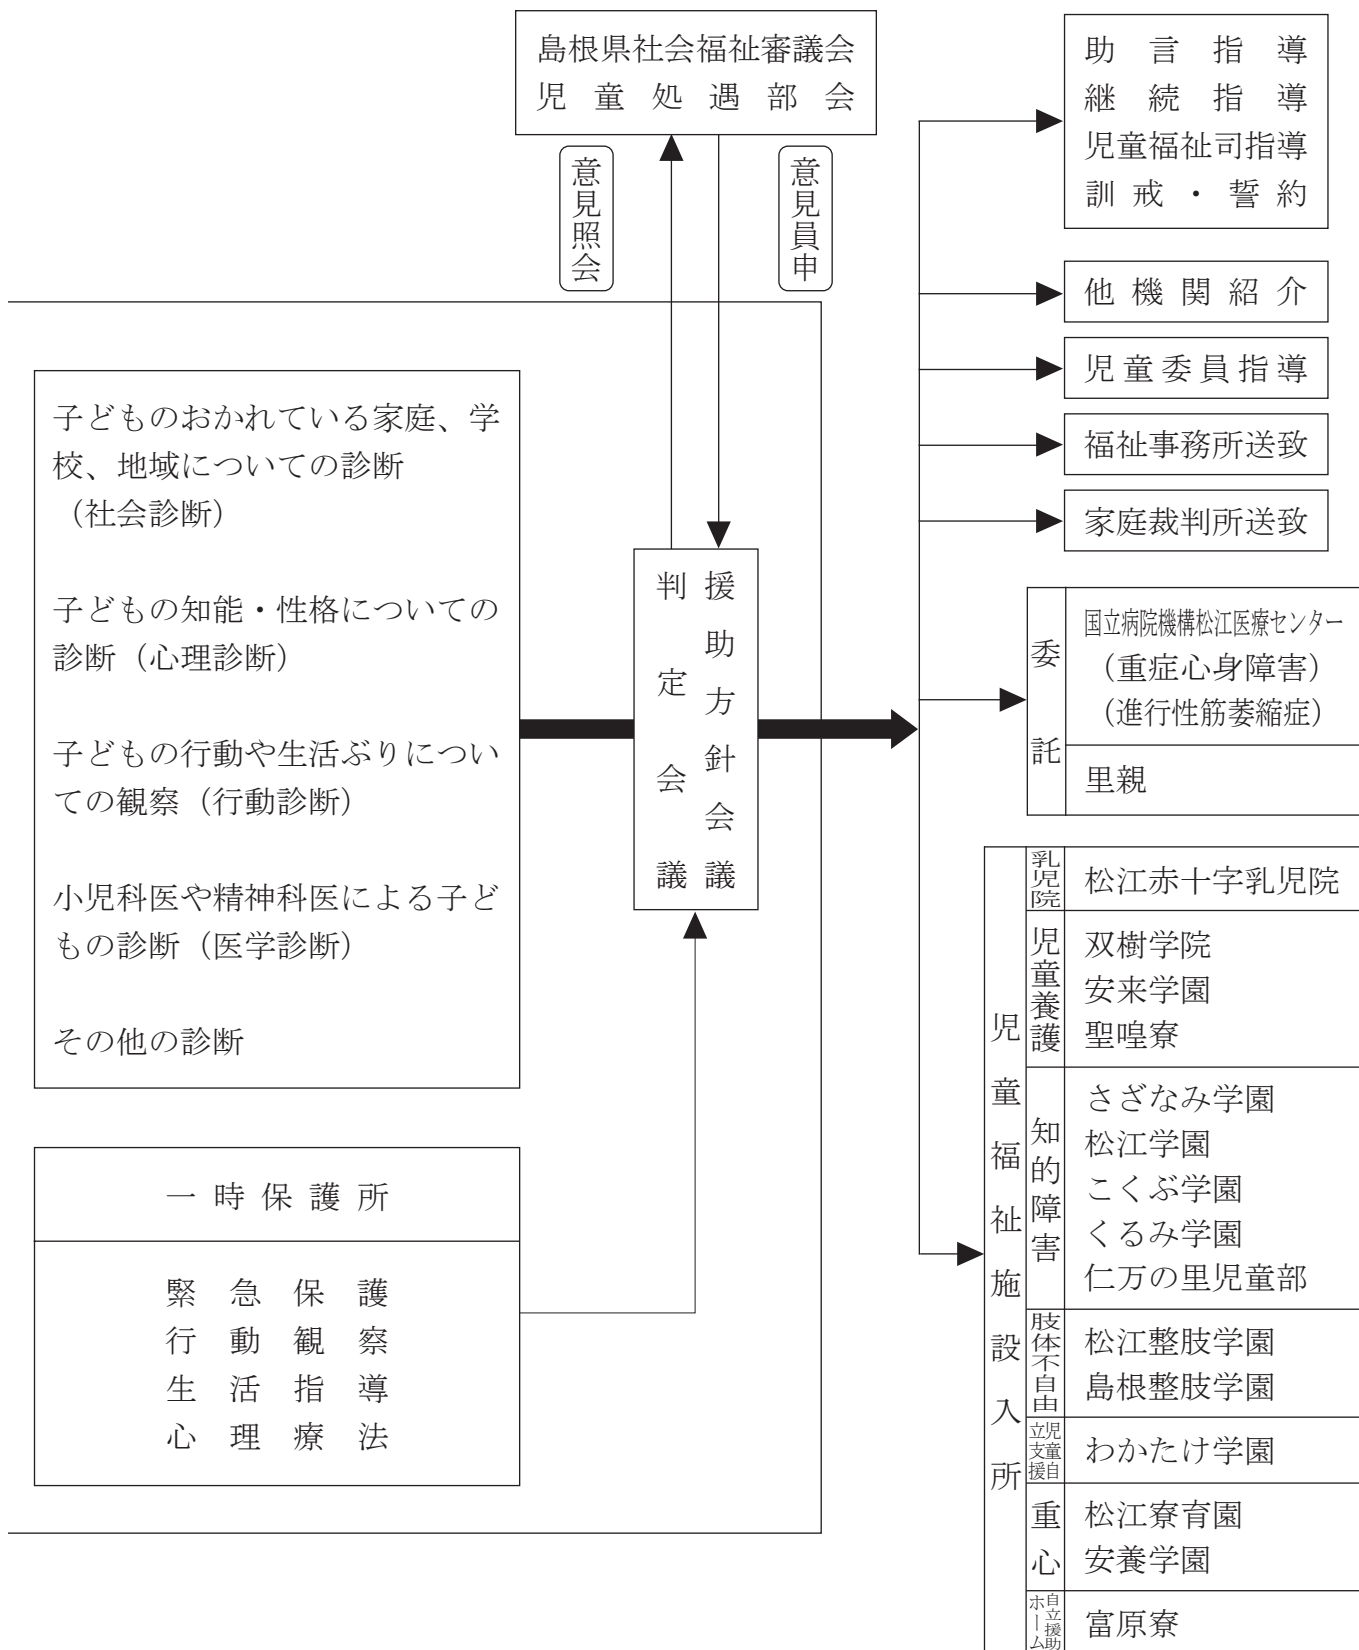 島根県社会福祉審議会
児童処遇部会
意見照会
意見員申
子どものおかれている家庭、学
校、地域についての診断
（社会診断）
子どもの知能・性格についての
診断（心理診断）
子どもの行動や生活ぶりについ
ての観察（行動診断）
小児科医や精神科医による子ど
もの診断（医学診断）
その他の診断
一時保護所
緊急保護
行動観察
生活指導
心理療法
援助方針会議
判定会議
助言指導
継続指導
児童福祉司指導
訓戒・誓約
他機関紹介
児童委員指導
福祉事務所送致
家庭裁判所送致
委託
国立病院機構松江医療センター
（重症心身障害）
（進行性筋萎縮症）
里親
児童福祉施設入所
乳児院
松江赤十字乳児院
児童養護
双樹学院
安来学園
聖喤寮
知的障害
さざなみ学園
松江学園
こくぶ学園
くるみ学園
仁万の里児童部
肢体不自由
松江整肢学園
島根整肢学園
児童自
立支援
わかたけ学園
重心
松江寮育園
安養学園
自立援助
ホーム
富原寮